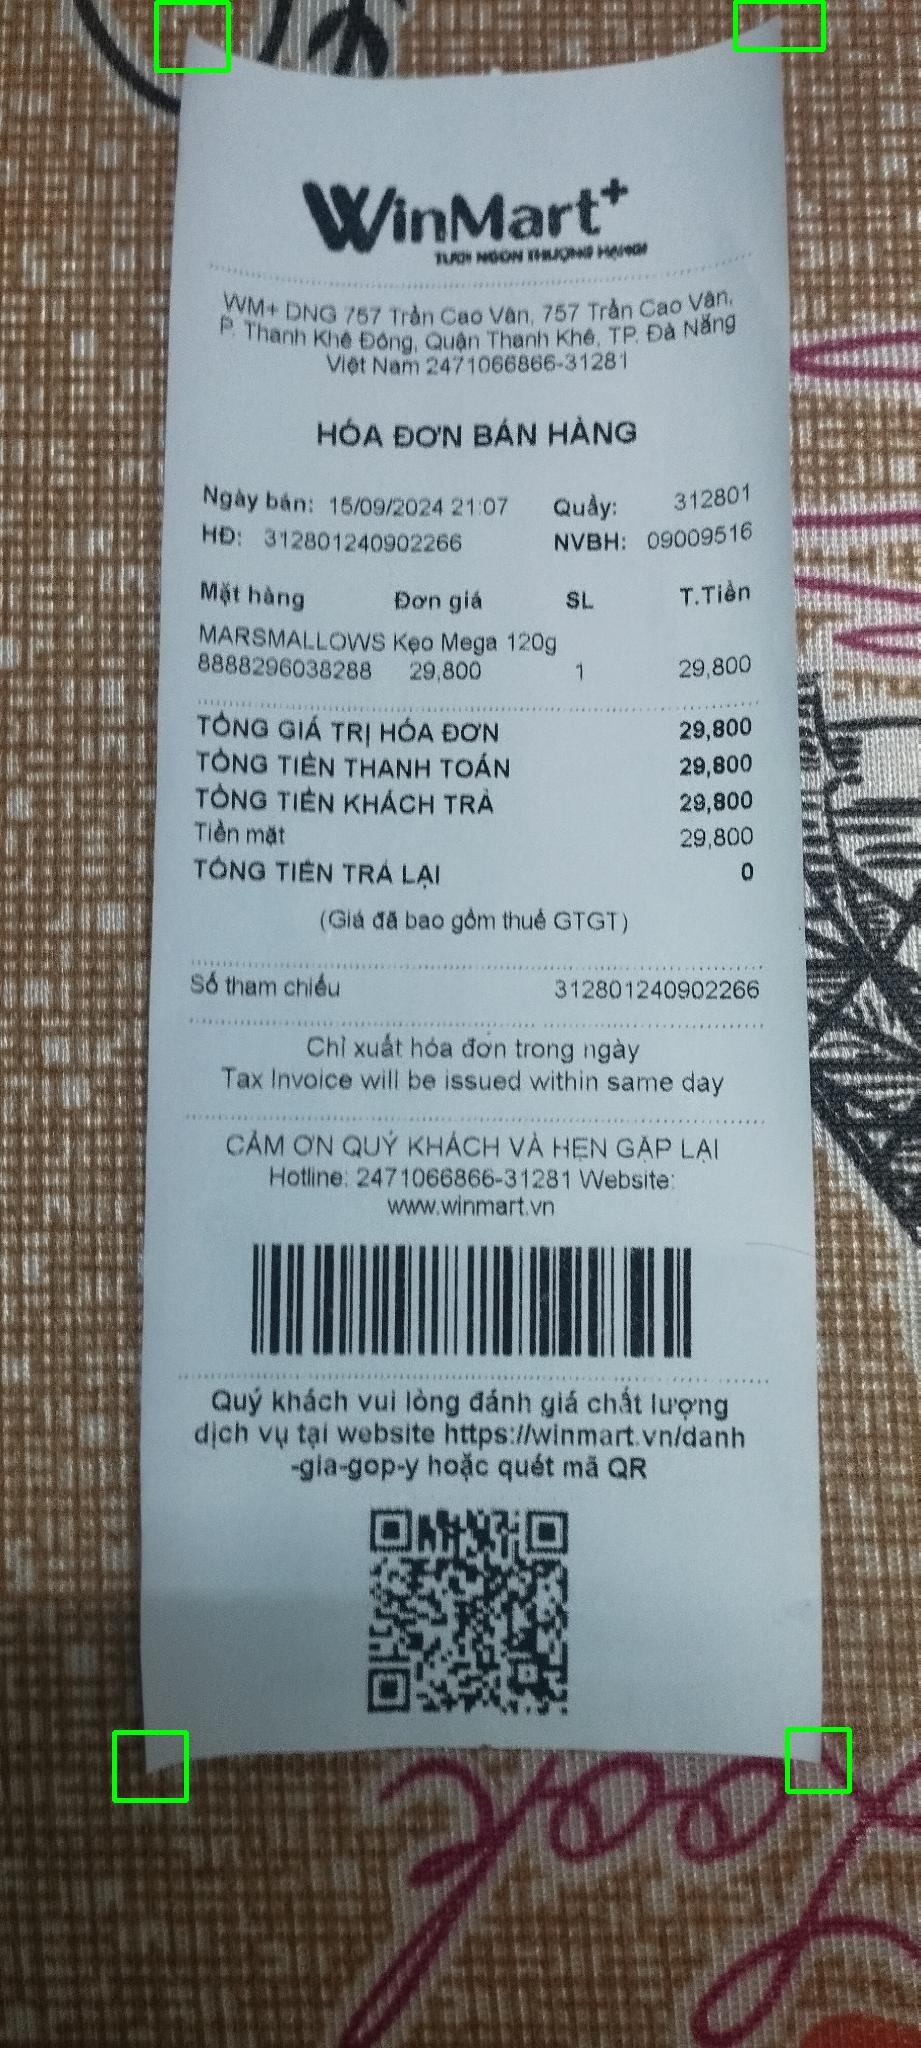 WinMart+
TƯƠI NGON THƯỢNG HẠNG!
WM+ DNG 757 Trần Cao Vân, 757 Trần Cao Vân,
P. Thanh Khê Đông, Quận Thanh Khê, TP. Đà Nẵng
Việt Nam 2471066866-31281
HÓA ĐƠN BÁN HÀNG
Ngày bán: 15/09/2024 21:07 Quầy: 312801
HĐ: 312801240902266 NVBH: 09009516
Mặt hàng Đơn giá SL T.Tiền
MARSMALLOWS Kẹo Mega 120g
8888296038288 29,800 1 29,800
TỔNG GIÁ TRỊ HÓA ĐƠN 29,800
TỔNG TIỀN THANH TOÁN 29,800
TỔNG TIỀN KHÁCH TRẢ 29,800
Tiền mặt 29,800
TỔNG TIỀN TRẢ LẠI 0
(Giá đã bao gồm thuế GTGT)
Số tham chiếu 312801240902266
Chỉ xuất hóa đơn trong ngày
Tax Invoice will be issued within same day
CẢM ƠN QUÝ KHÁCH VÀ HẸN GẶP LẠI
Hotline: 2471066866-31281 Website:
www.winmart.vn
Quý khách vui lòng đánh giá chất lượng
dịch vụ tại website https://winmart.vn/danh
-gia-gop-y hoặc quét mã QR